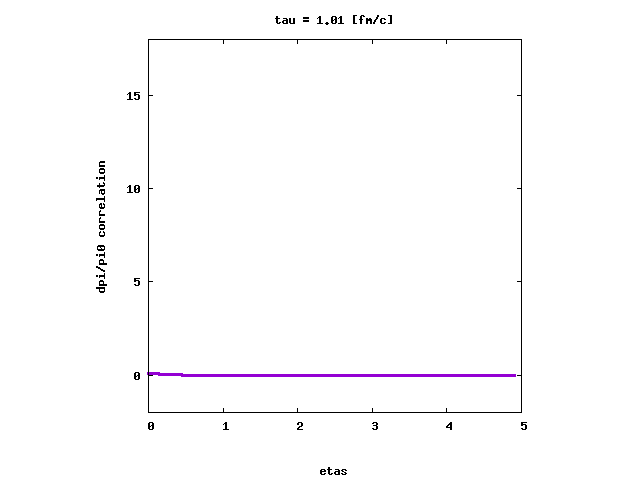 tau = 1.01 [fm/c]
15
10
5
0
dpi/pi0 correlation
0 1 2 3 4 5
etas